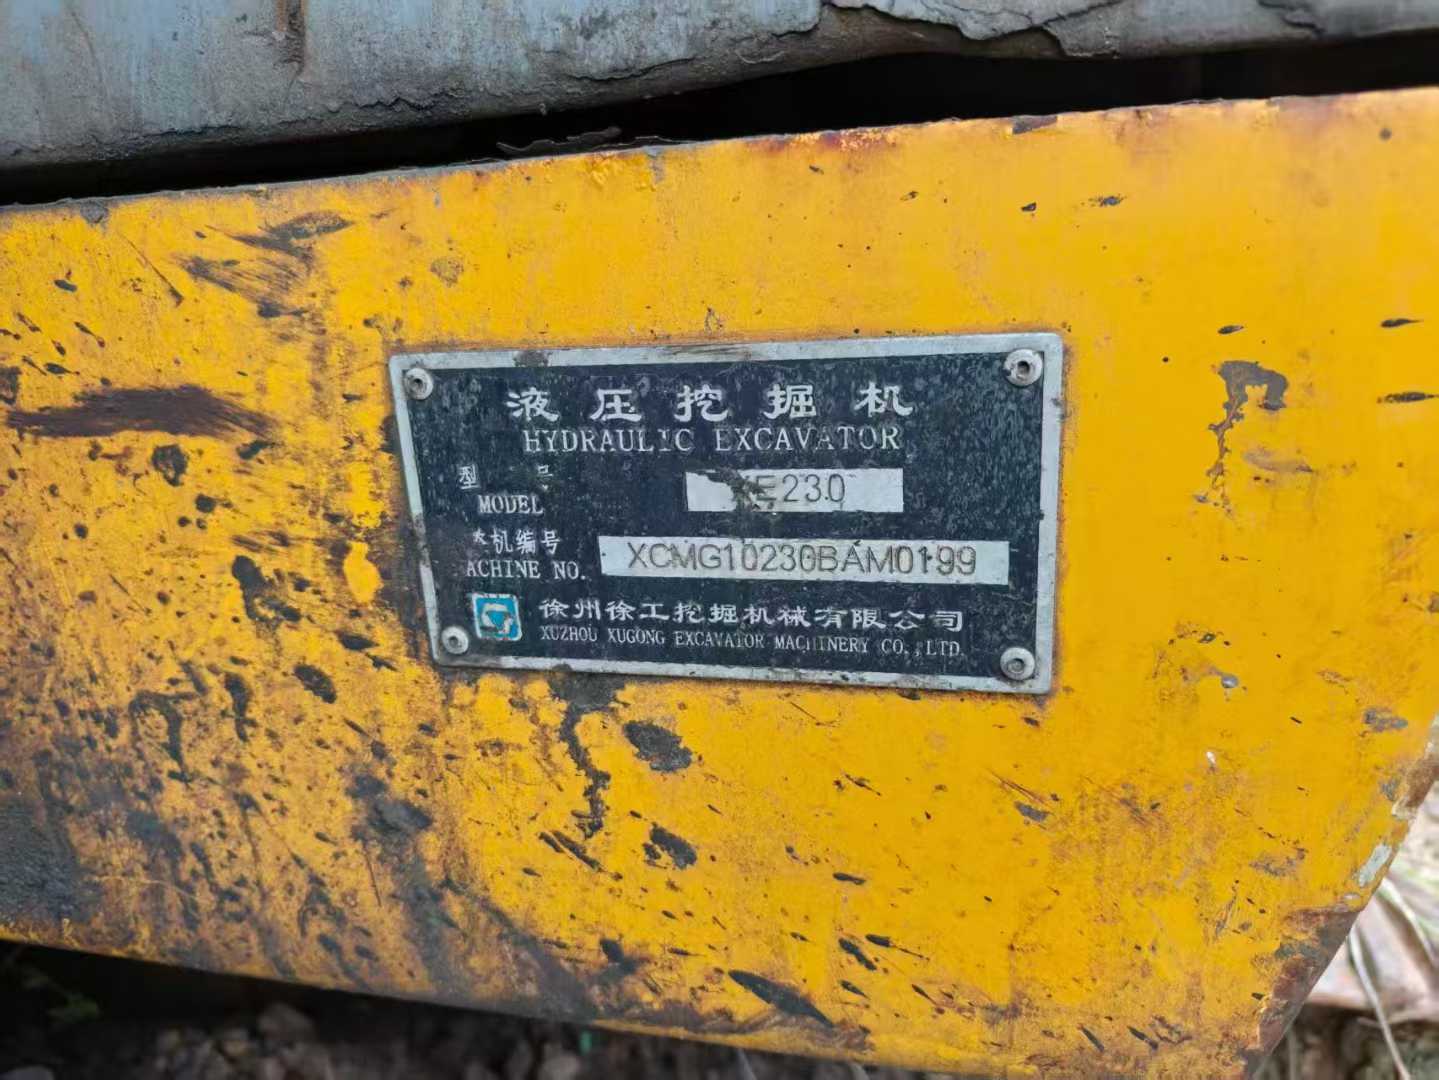 液压挖掘机
HYDRAULIC EXCAVATOR
型 号
MODEL
XE230
机编号
ACHINE NO.
XCMG10230BAM0199
徐州徐工挖掘机械有限公司
XUZHOU XUGONG EXCAVATOR MACHINERY CO.,LTD.